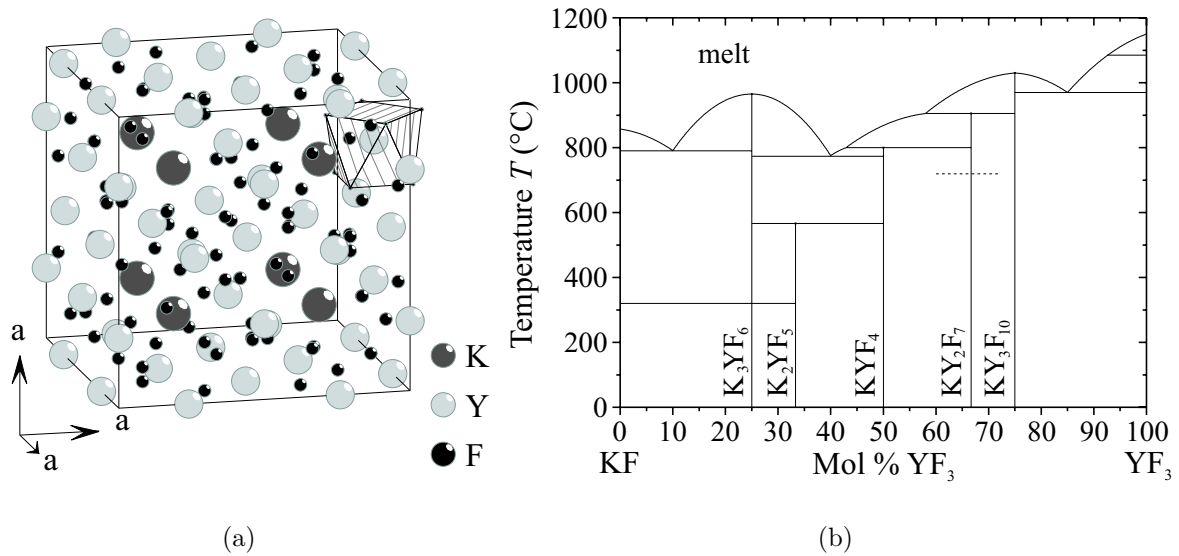 a
a
a
K
Y
F
(a)
1200
1000
800
600
400
200
0
Temperature T (°C)
melt
K₃YF₆
K₂YF₅
KYF₄
KY₂F₇
KY₃F₁₀
0 10 20 30 40 50 60 70 80 90 100
KF Mol % YF₃ YF₃
(b)